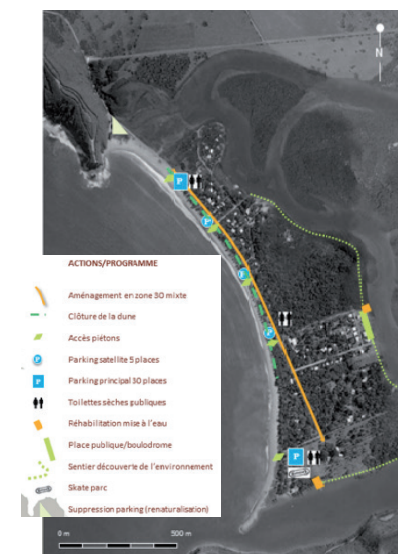 N
P
P
P
P
ACTIONS/PROGRAMME
Aménagement en zone 30 mixte
Clôture de la dune
Accès piétons
P Parking satellite 5 places
P Parking principal 30 places
Toilettes sèches gubliques
Réhabilitation mise à l'eau
Place publique/boulodrome
Sentier découverte de l'environnement
Skate parc
Suppression parking (renaturalisation)
P
0 m 500 m